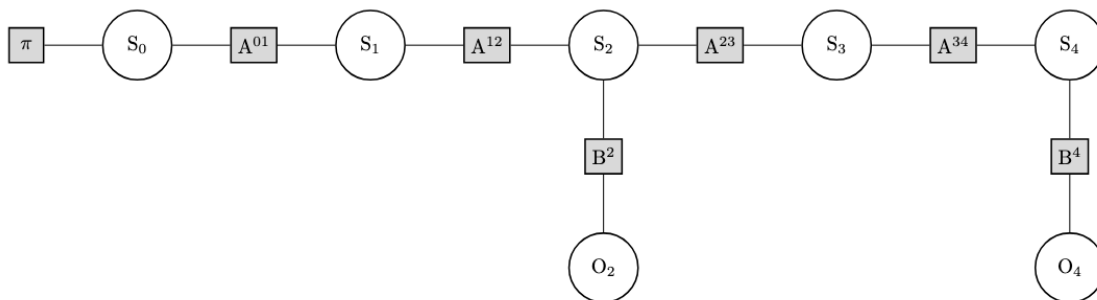 π S₀ A⁰¹ S₁ A¹² S₂ A²³ S₃ A³⁴ S₄
B² B⁴
O₂ O₄